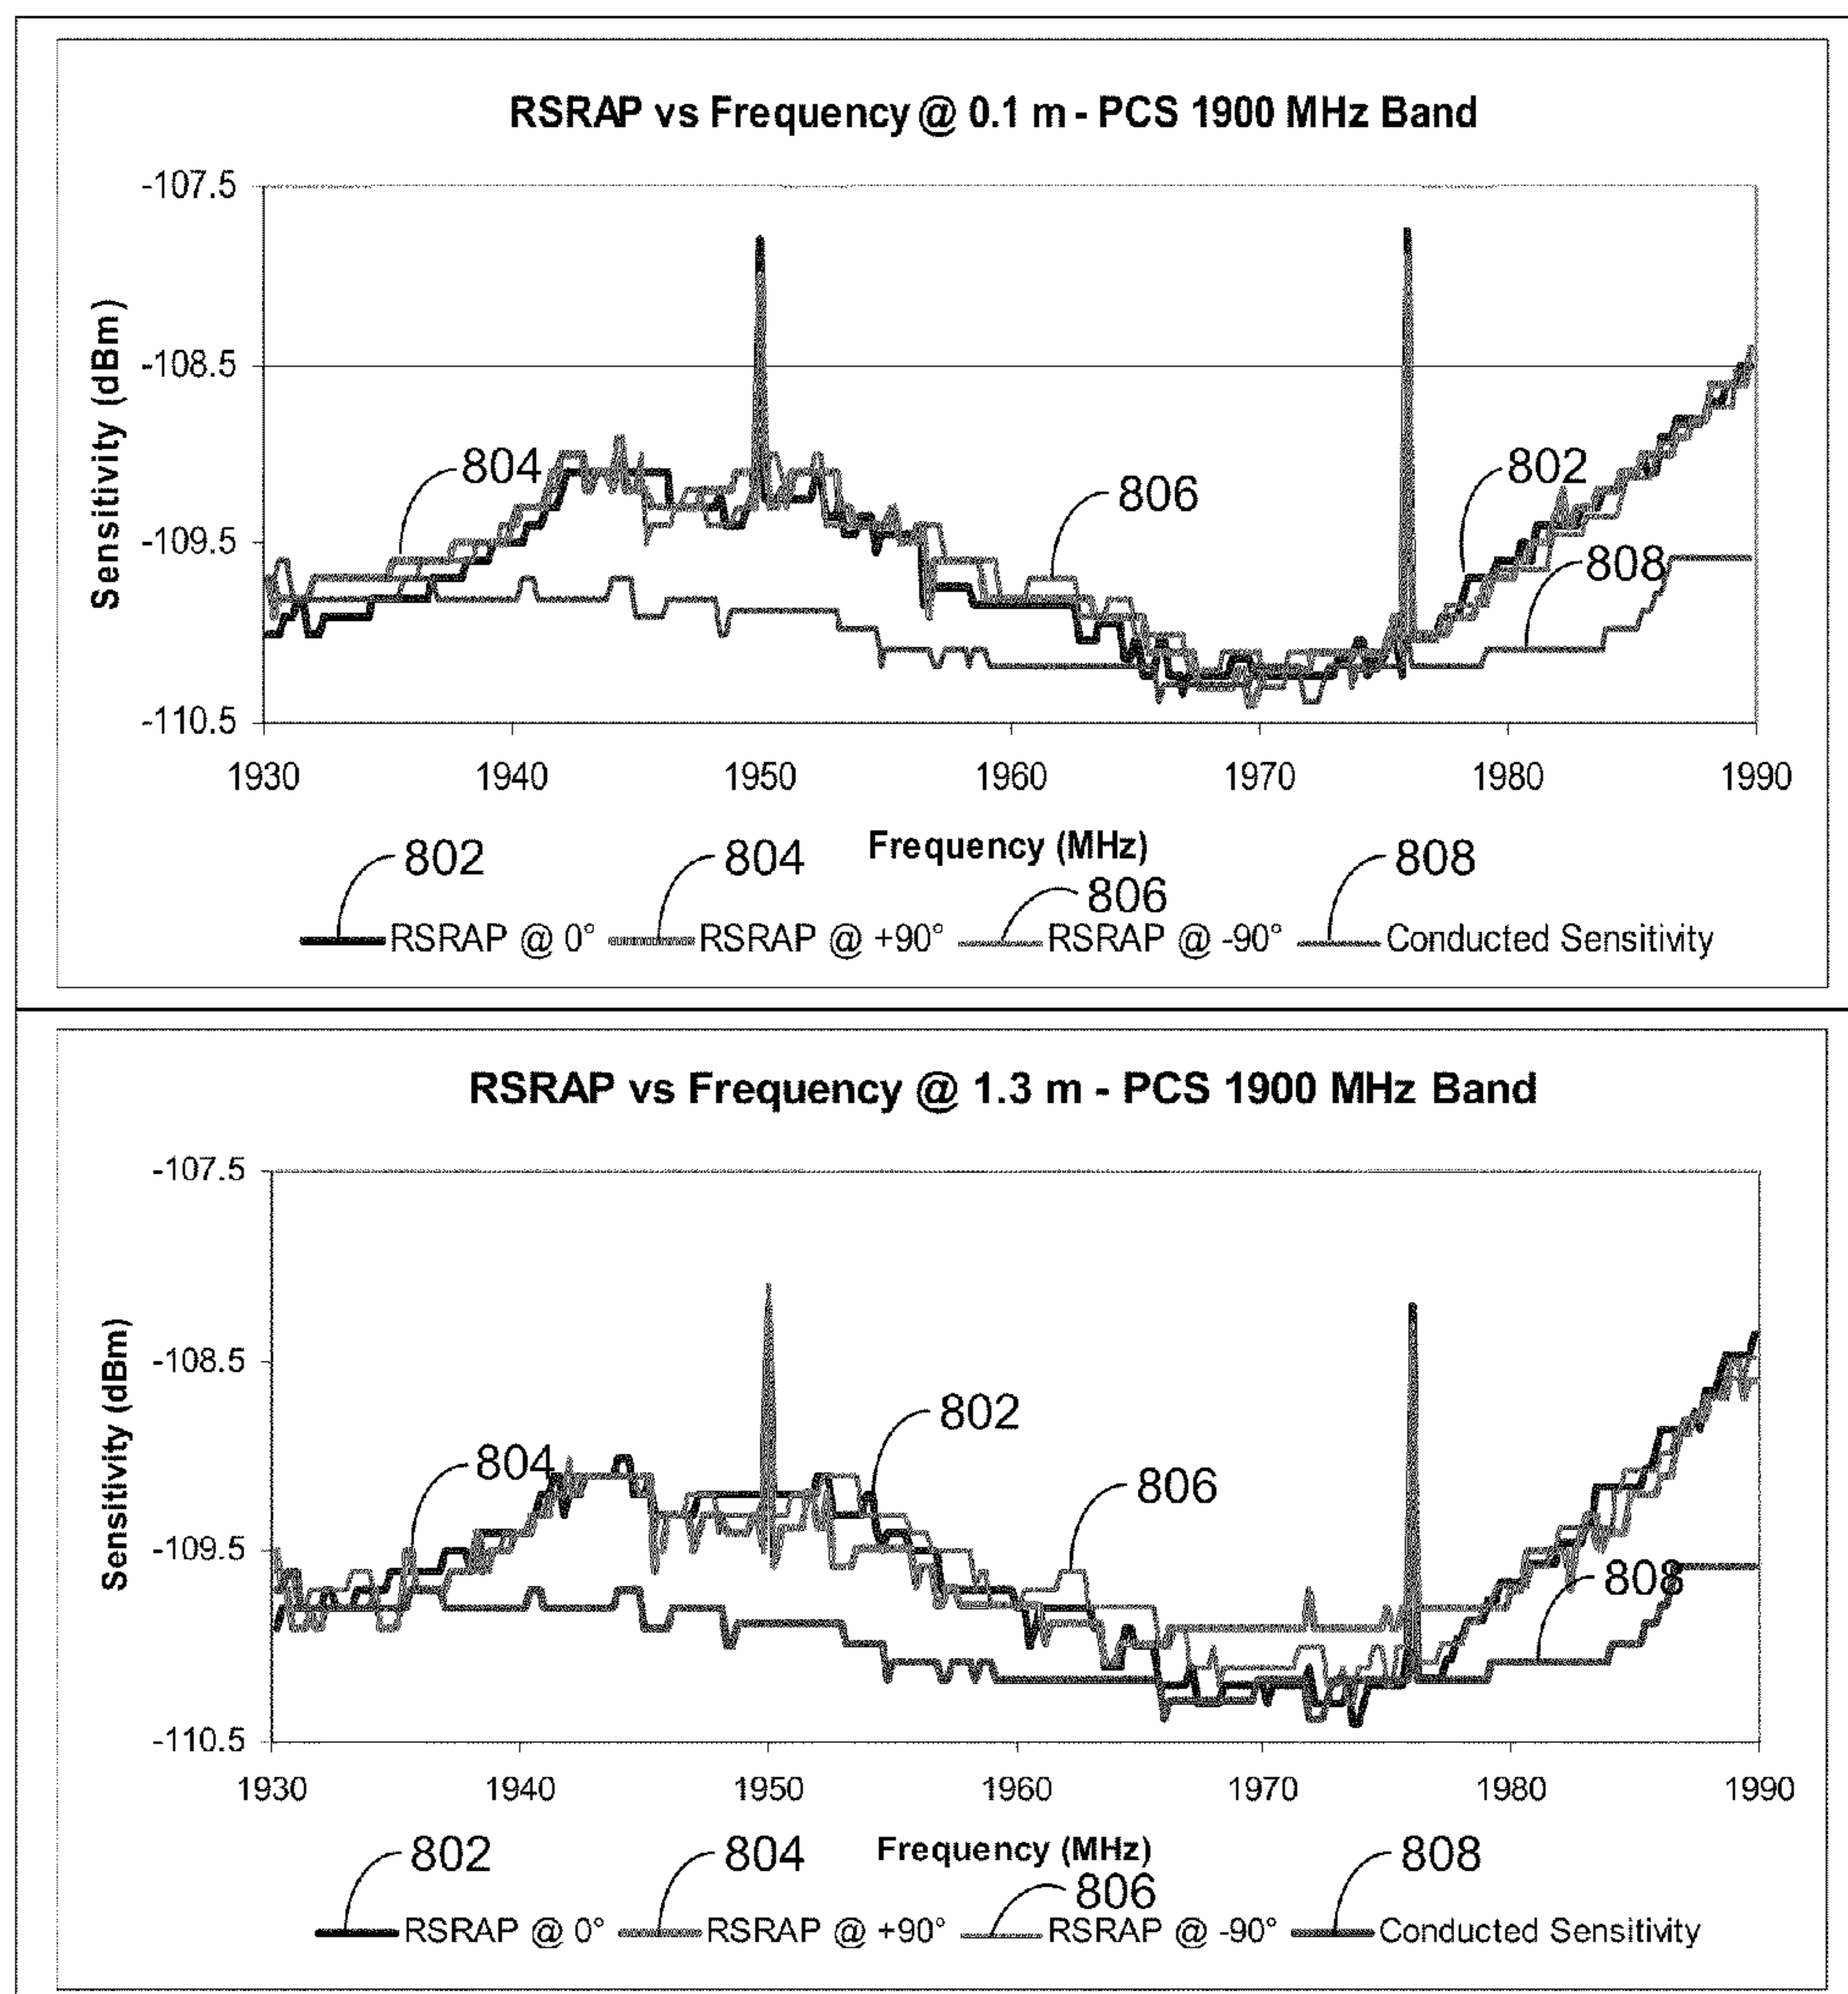 RSRAP vs Frequency @ 0.1 m - PCS 1900 MHz Band
-107.5
-108.5
-109.5
-110.5
Sensitivity (dBm)
804
806
802
808
1930 1940 1950 1960 1970 1980 1990
Frequency (MHz)
802 804 806 808
RSRAP @ 0° RSRAP @ +90° RSRAP @ -90° Conducted Sensitivity
RSRAP vs Frequency @ 1.3 m - PCS 1900 MHz Band
-107.5
-108.5
-109.5
-110.5
Sensitivity (dBm)
804
802
806
808
1930 1940 1950 1960 1970 1980 1990
Frequency (MHz)
802 804 806 808
RSRAP @ 0° RSRAP @ +90° RSRAP @ -90° Conducted Sensitivity